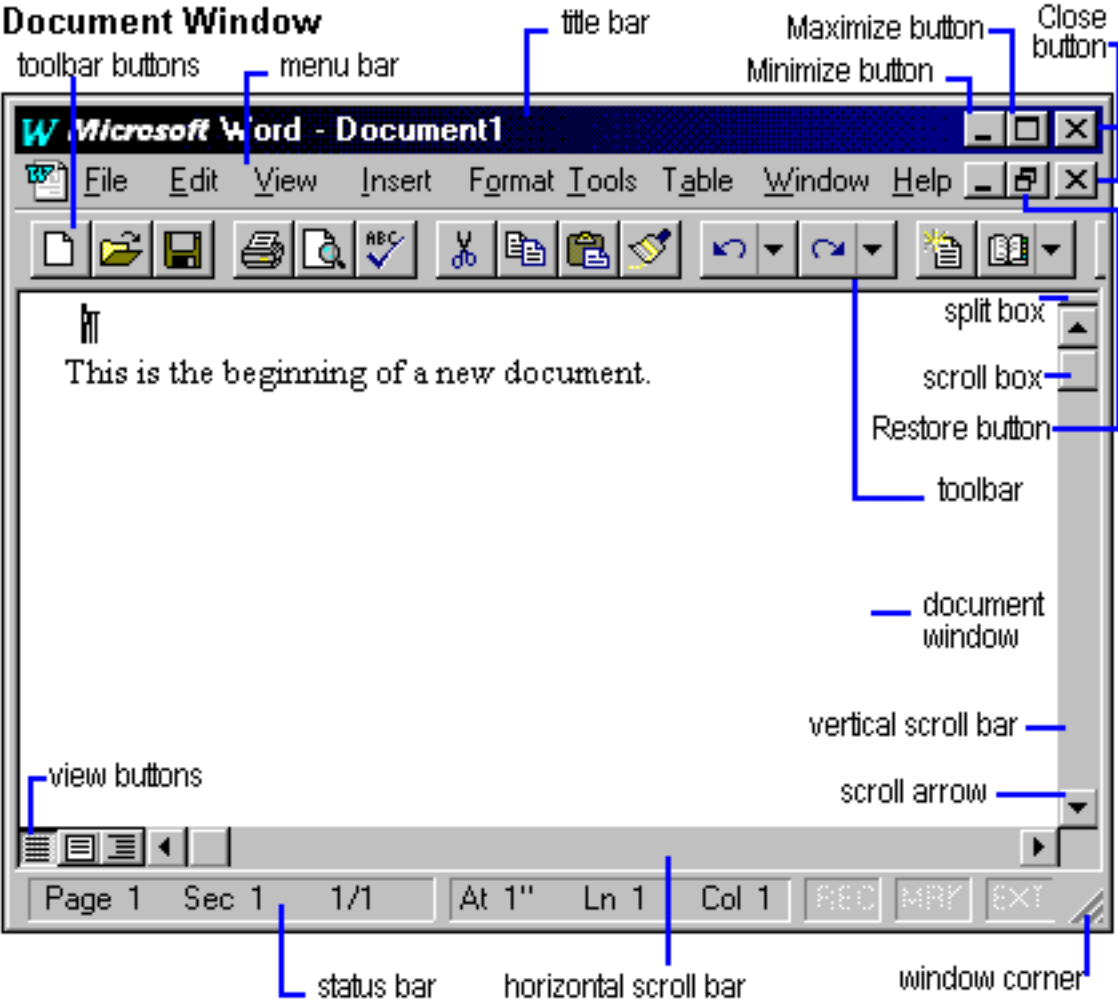 Document Window
title bar
Maximize button
Close
button
toolbar buttons
menu bar
Minimize button
W Microsoft Word - Document1
File Edit View Insert Format Tools Table Window Help
ABC
split box
¶
This is the beginning of a new document.
scroll box
Restore button
toolbar
document
window
vertical scroll bar
view buttons
scroll arrow
Page 1 Sec 1 1/1 At 1" Ln 1 Col 1 REC MRK EXT
status bar
horizontal scroll bar
window corner